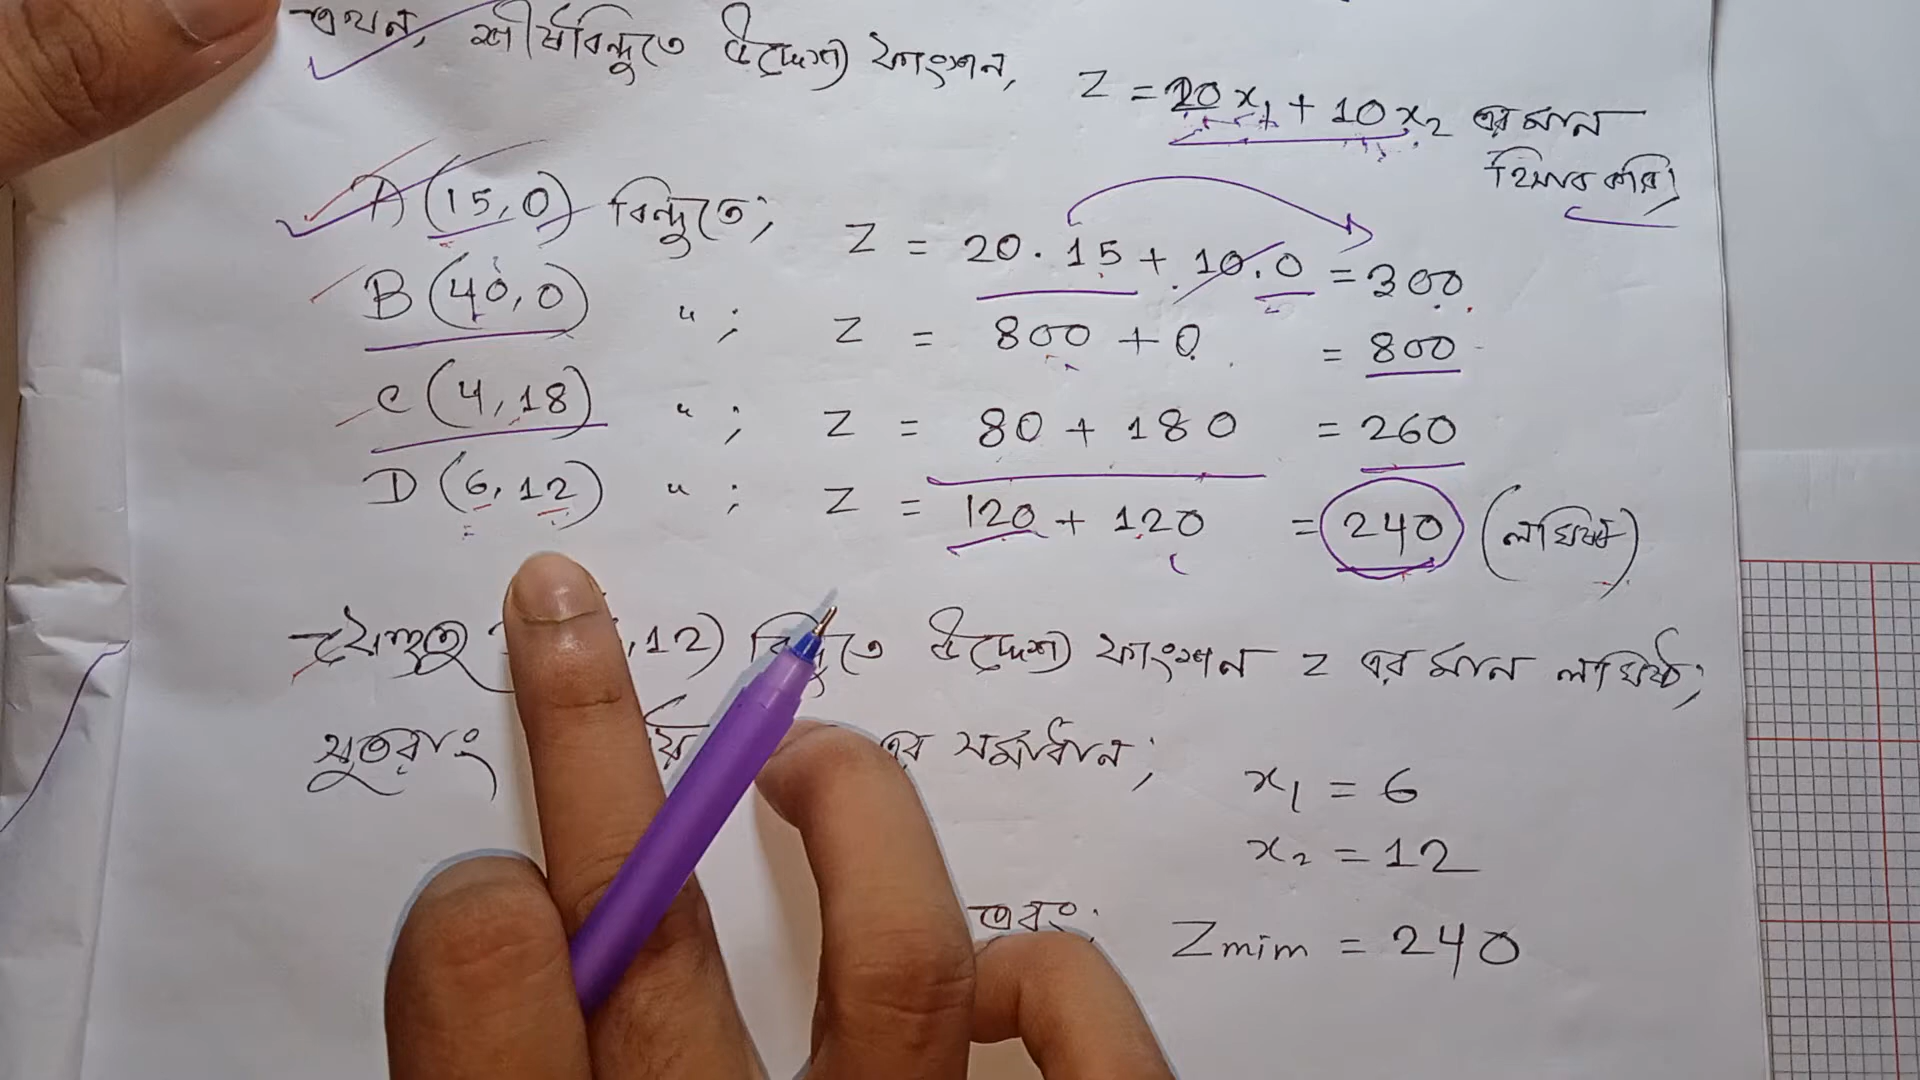 এখন, শীর্ষবিন্দুতে উদ্দেশ্য ফাংশন, Z = 20x₁ + 10x₂ এর মান
হিসাব করি;
A (15,0) বিন্দুতে; Z = 20.15 + 10.0 = 300
B (40,0) " ; Z = 800 + 0 = 800
C (4,18) " ; Z = 80 + 180 = 260
D (6,12) " ; Z = 120 + 120 = 240 (লঘিষ্ঠ)
যেহেতু ,12) বিন্দুতে উদ্দেশ্য ফাংশন Z এর মান লঘিষ্ঠ;
সুতরাং এর সমাধান; x₁ = 6
x₂ = 12
এবং; Zmin = 240